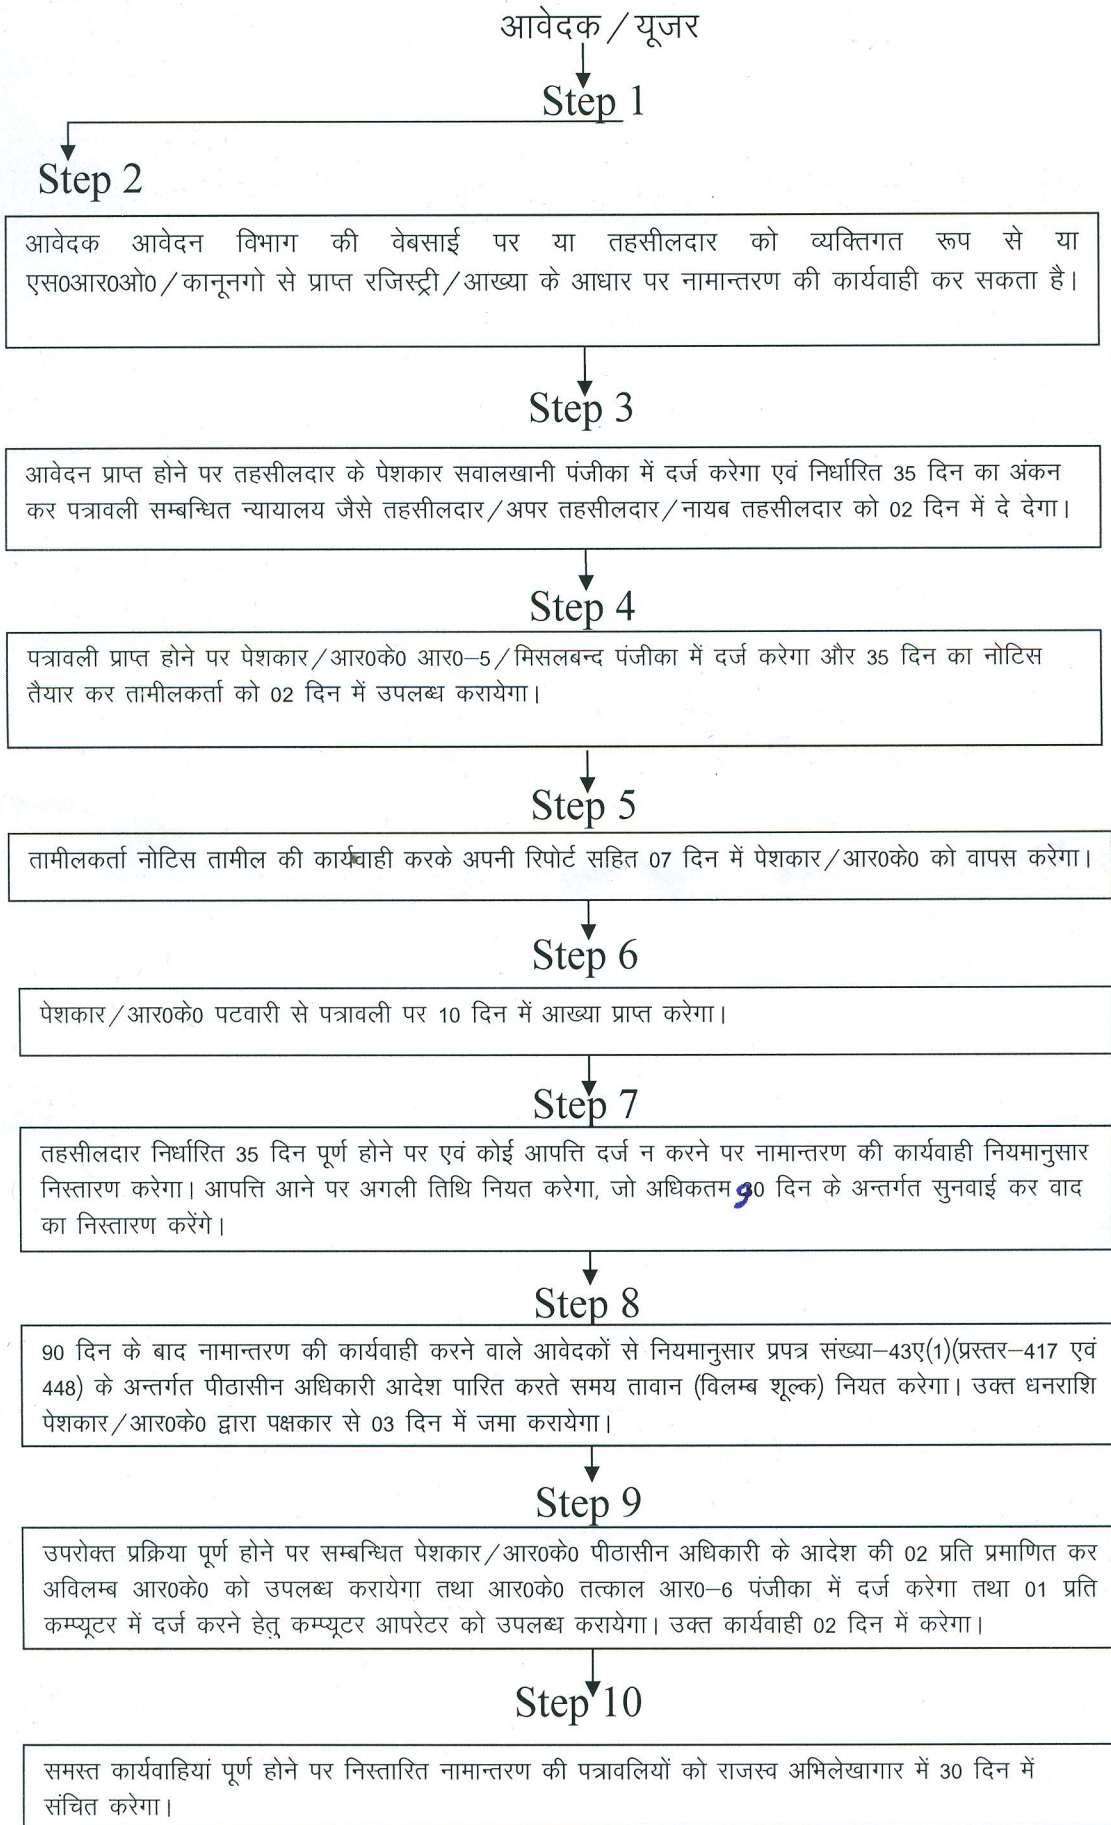 आवेदक/यूजर
Step 1
Step 2
आवेदक आवेदन विभाग की वेबसाई पर या तहसीलदार को व्यक्तिगत रूप से या
एस0आर0ओ0/कानूनगो से प्राप्त रजिस्ट्री/आख्या के आधार पर नामान्तरण की कार्यवाही कर सकता है।
Step 3
आवेदन प्राप्त होने पर तहसीलदार के पेशकार सवालखानी पंजीका में दर्ज करेगा एवं निर्धारित 35 दिन का अंकन
कर पत्रावली सम्बन्धित न्यायालय जैसे तहसीलदार/अपर तहसीलदार/नायब तहसीलदार को 02 दिन में दे देगा।
Step 4
पत्रावली प्राप्त होने पर पेशकार/आर0के0 आर0–5/मिसलबन्द पंजीका में दर्ज करेगा और 35 दिन का नोटिस
तैयार कर तामीलकर्ता को 02 दिन में उपलब्ध करायेगा।
Step 5
तामीलकर्ता नोटिस तामील की कार्यवाही करके अपनी रिपोर्ट सहित 07 दिन में पेशकार/आर0के0 को वापस करेगा।
Step 6
पेशकार/आर0के0 पटवारी से पत्रावली पर 10 दिन में आख्या प्राप्त करेगा।
Step 7
तहसीलदार निर्धारित 35 दिन पूर्ण होने पर एवं कोई आपत्ति दर्ज न करने पर नामान्तरण की कार्यवाही नियमानुसार
निस्तारण करेगा। आपत्ति आने पर अगली तिथि नियत करेगा, जो अधिकतम 90 दिन के अन्तर्गत सुनवाई कर वाद
का निस्तारण करेंगे।
Step 8
90 दिन के बाद नामान्तरण की कार्यवाही करने वाले आवेदकों से नियमानुसार प्रपत्र संख्या–43ए(1)(प्रस्तर–417 एवं
448) के अन्तर्गत पीठासीन अधिकारी आदेश पारित करते समय तावान (विलम्ब शूल्क) नियत करेगा। उक्त धनराशि
पेशकार/आर0के0 द्वारा पक्षकार से 03 दिन में जमा करायेगा।
Step 9
उपरोक्त प्रक्रिया पूर्ण होने पर सम्बन्धित पेशकार/आर0के0 पीठासीन अधिकारी के आदेश की 02 प्रति प्रमाणित कर
अविलम्ब आर0के0 को उपलब्ध करायेगा तथा आर0के0 तत्काल आर0–6 पंजीका में दर्ज करेगा तथा 01 प्रति
कम्प्यूटर में दर्ज करने हेतु कम्प्यूटर आपरेटर को उपलब्ध करायेगा। उक्त कार्यवाही 02 दिन में करेगा।
Step 10
समस्त कार्यवाहियां पूर्ण होने पर निस्तारित नामान्तरण की पत्रावलियों को राजस्व अभिलेखागार में 30 दिन में
संचित करेगा।